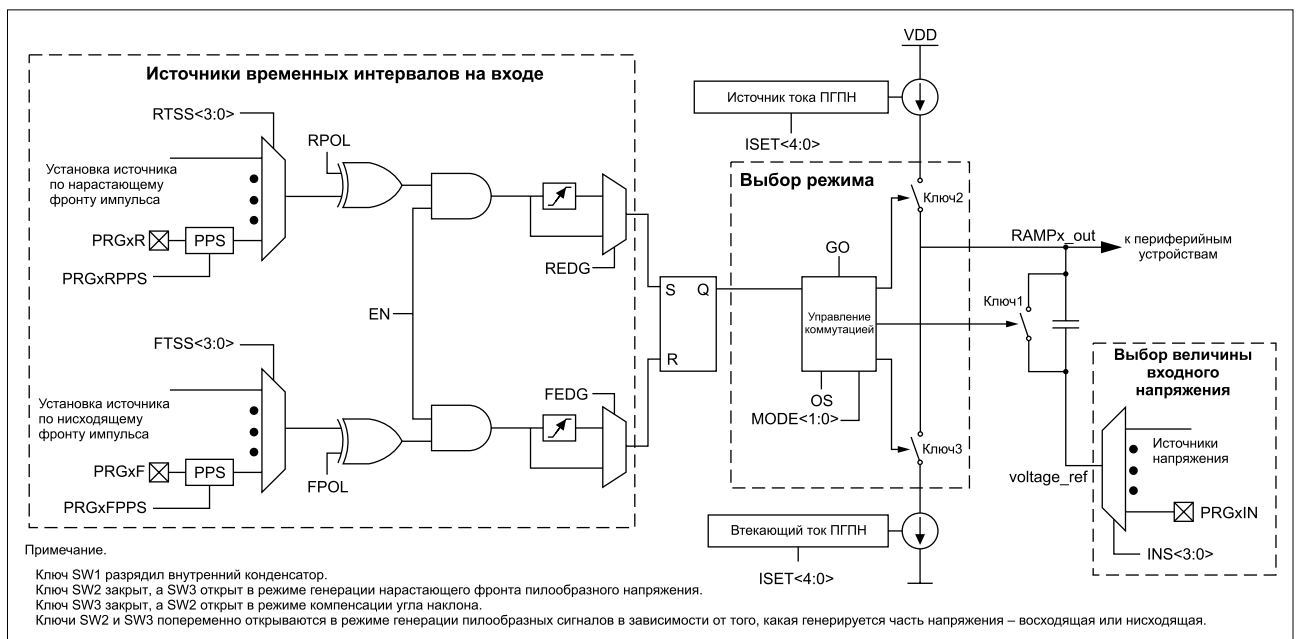 Источники временных интервалов на входе
RTSS<3:0>
Установка источника
по нарастающему
фронту импульса
PRGxR
PPS
PRGxRPPS
RPOL
REDG
EN
FTSS<3:0>
Установка источника
по нисходящему
фронту импульса
PRGxF
PPS
PRGxFPPS
FPOL
FEDG
S Q
R
VDD
Источник тока ПГПН
ISET<4:0>
Выбор режима
Ключ2
GO
Управление
коммутацией
OS
MODE<1:0>
Ключ3
Втекающий ток ПГПН
ISET<4:0>
RAMPx_out
к периферийным
устройствам
Ключ1
voltage_ref
Выбор величины
входного
напряжения
Источники
напряжения
PRGxIN
INS<3:0>
Примечание.
Ключ SW1 разрядил внутренний конденсатор.
Ключ SW2 закрыт, а SW3 открыт в режиме генерации нарастающего фронта пилообразного напряжения.
Ключ SW3 закрыт, а SW2 открыт в режиме компенсации угла наклона.
Ключи SW2 и SW3 попеременно открываются в режиме генерации пилообразных сигналов в зависимости от того, какая генерируется часть напряжения – восходящая или нисходящая.